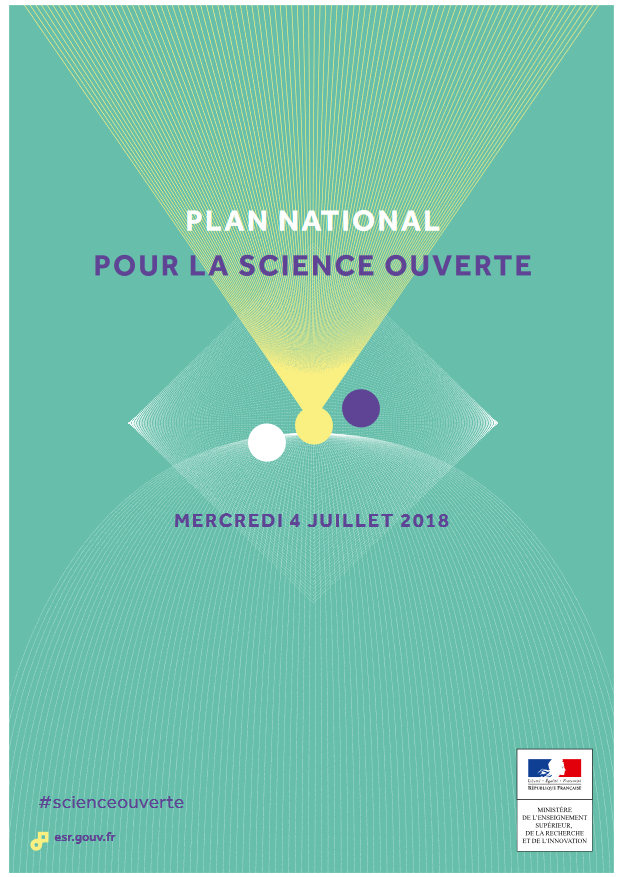 PLAN NATIONAL
POUR LA SCIENCE OUVERTE
MERCREDI 4 JUILLET 2018
#scienceouverte
esr.gouv.fr
Liberté • Égalité • Fraternité
RÉPUBLIQUE FRANÇAISE
MINISTÈRE
DE L'ENSEIGNEMENT
SUPÉRIEUR,
DE LA RECHERCHE
ET DE L'INNOVATION